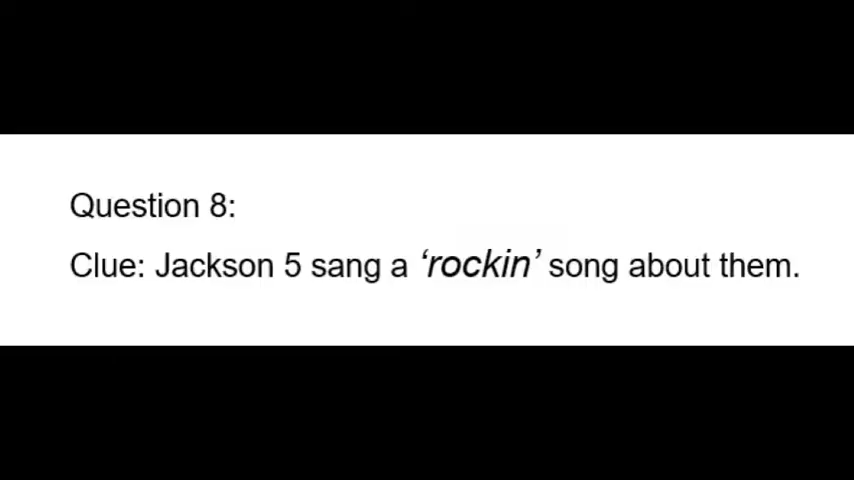 Question 8:
Clue: Jackson 5 sang a ‘rockin’ song about them.